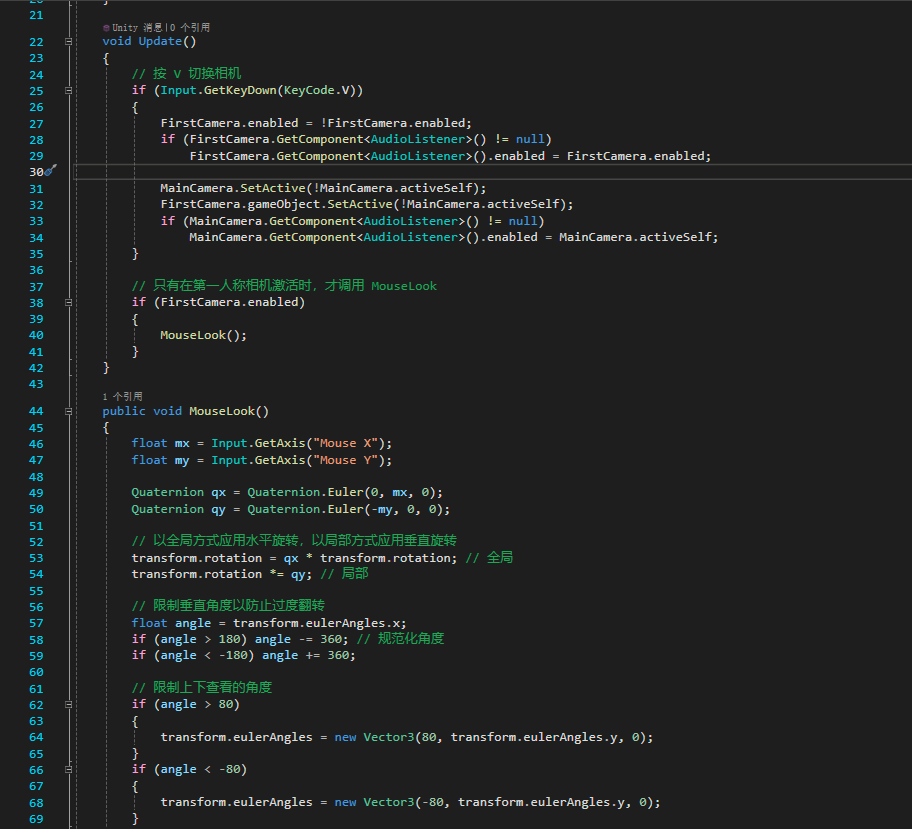 20 }
21
Unity 消息|0 个引用
22 void Update()
23 {
24 // 按 V 切换相机
25 if (Input.GetKeyDown(KeyCode.V))
26 {
27 FirstCamera.enabled = !FirstCamera.enabled;
28 if (FirstCamera.GetComponent<AudioListener>() != null)
29 FirstCamera.GetComponent<AudioListener>().enabled = FirstCamera.enabled;
30
31 MainCamera.SetActive(!MainCamera.activeSelf);
32 FirstCamera.gameObject.SetActive(!MainCamera.activeSelf);
33 if (MainCamera.GetComponent<AudioListener>() != null)
34 MainCamera.GetComponent<AudioListener>().enabled = MainCamera.activeSelf;
35 }
36
37 // 只有在第一人称相机激活时，才调用 MouseLook
38 if (FirstCamera.enabled)
39 {
40 MouseLook();
41 }
42 }
43
1 个引用
44 public void MouseLook()
45 {
46 float mx = Input.GetAxis("Mouse X");
47 float my = Input.GetAxis("Mouse Y");
48
49 Quaternion qx = Quaternion.Euler(0, mx, 0);
50 Quaternion qy = Quaternion.Euler(-my, 0, 0);
51
52 // 以全局方式应用水平旋转，以局部方式应用垂直旋转
53 transform.rotation = qx * transform.rotation; // 全局
54 transform.rotation *= qy; // 局部
55
56 // 限制垂直角度以防止过度翻转
57 float angle = transform.eulerAngles.x;
58 if (angle > 180) angle -= 360; // 规范化角度
59 if (angle < -180) angle += 360;
60
61 // 限制上下查看的角度
62 if (angle > 80)
63 {
64 transform.eulerAngles = new Vector3(80, transform.eulerAngles.y, 0);
65 }
66 if (angle < -80)
67 {
68 transform.eulerAngles = new Vector3(-80, transform.eulerAngles.y, 0);
69 }